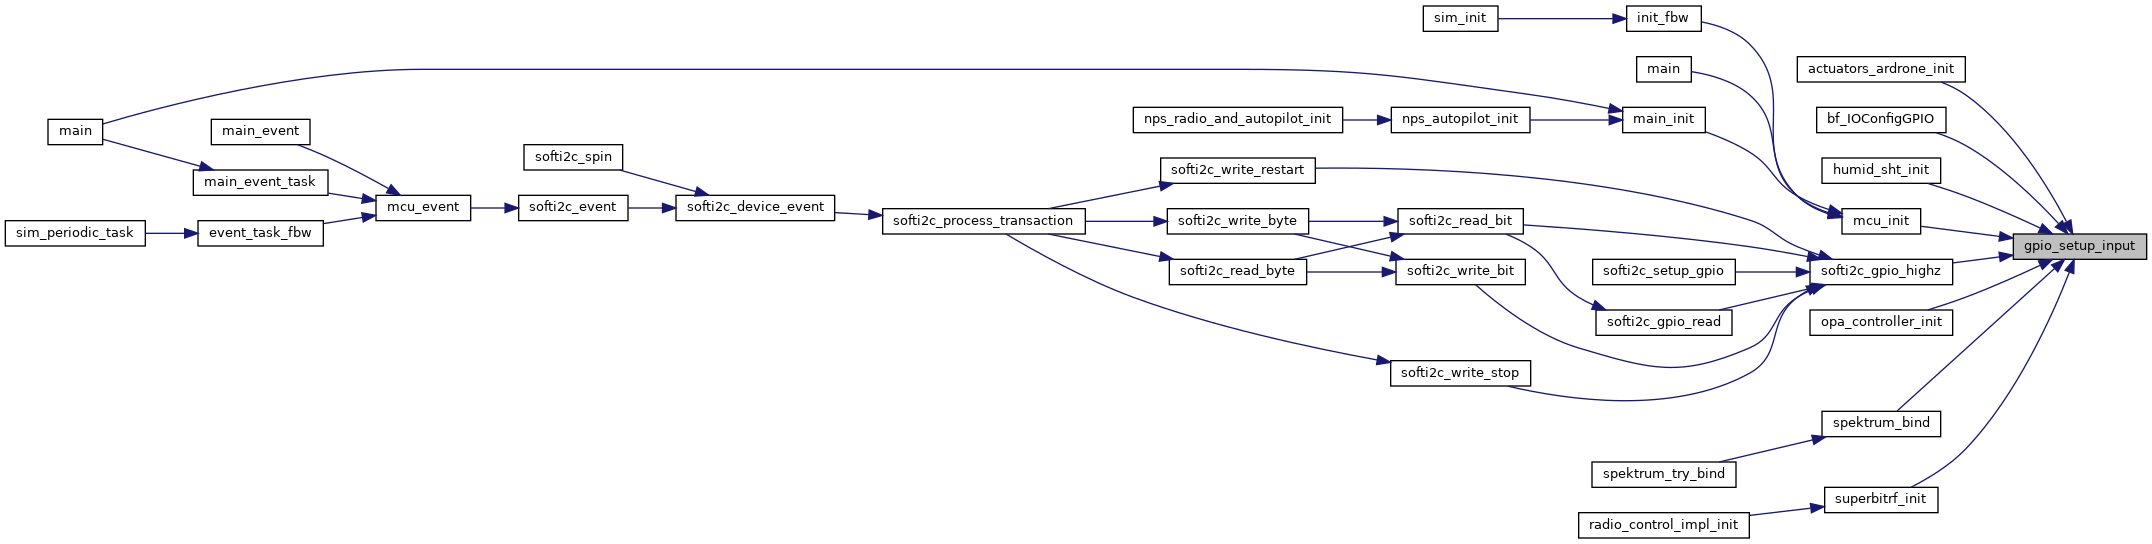 sim_init
init_fbw
main
actuators_ardrone_init
main
main_event
nps_radio_and_autopilot_init
nps_autopilot_init
main_init
bf_IOConfigGPIO
softi2c_spin
main_event_task
softi2c_write_restart
humid_sht_init
mcu_event
softi2c_event
softi2c_device_event
softi2c_process_transaction
softi2c_write_byte
softi2c_read_bit
mcu_init
sim_periodic_task
event_task_fbw
gpio_setup_input
softi2c_read_byte
softi2c_write_bit
softi2c_setup_gpio
softi2c_gpio_highz
softi2c_gpio_read
opa_controller_init
softi2c_write_stop
spektrum_bind
spektrum_try_bind
superbitrf_init
radio_control_impl_init